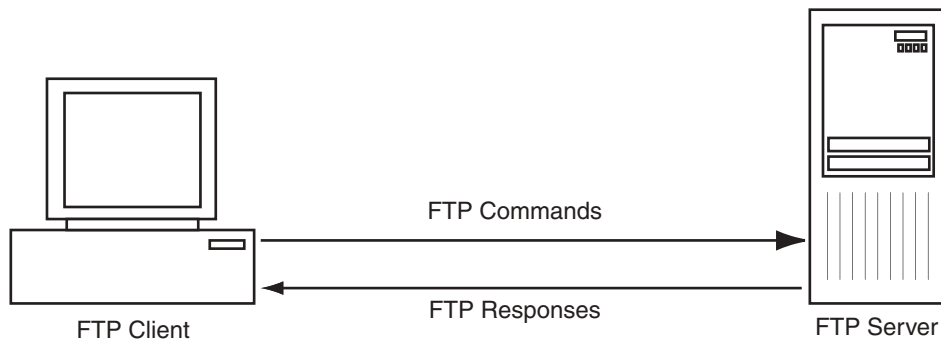 FTP Commands
FTP Responses
FTP Client
FTP Server